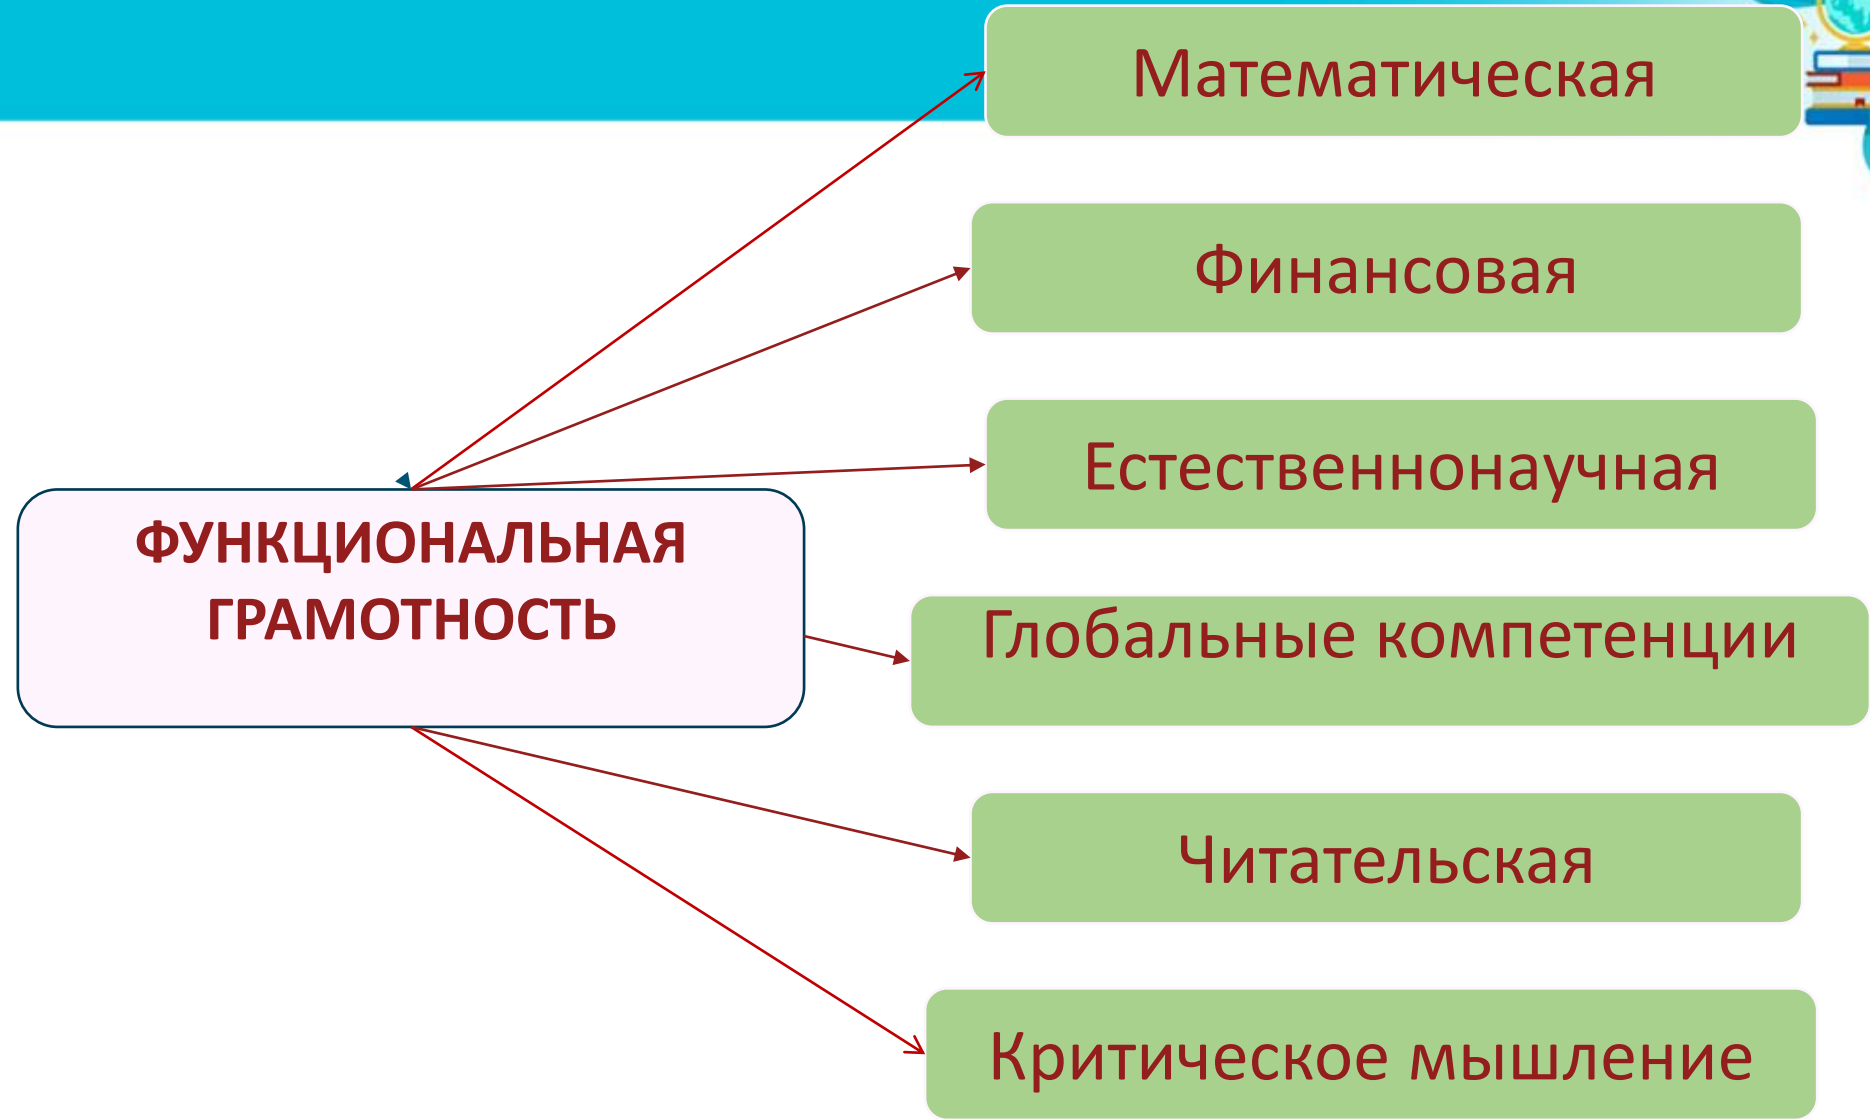 Математическая
Финансовая
Естественнонаучная
ФУНКЦИОНАЛЬНАЯ
ГРАМОТНОСТЬ
Глобальные компетенции
Читательская
Критическое мышление